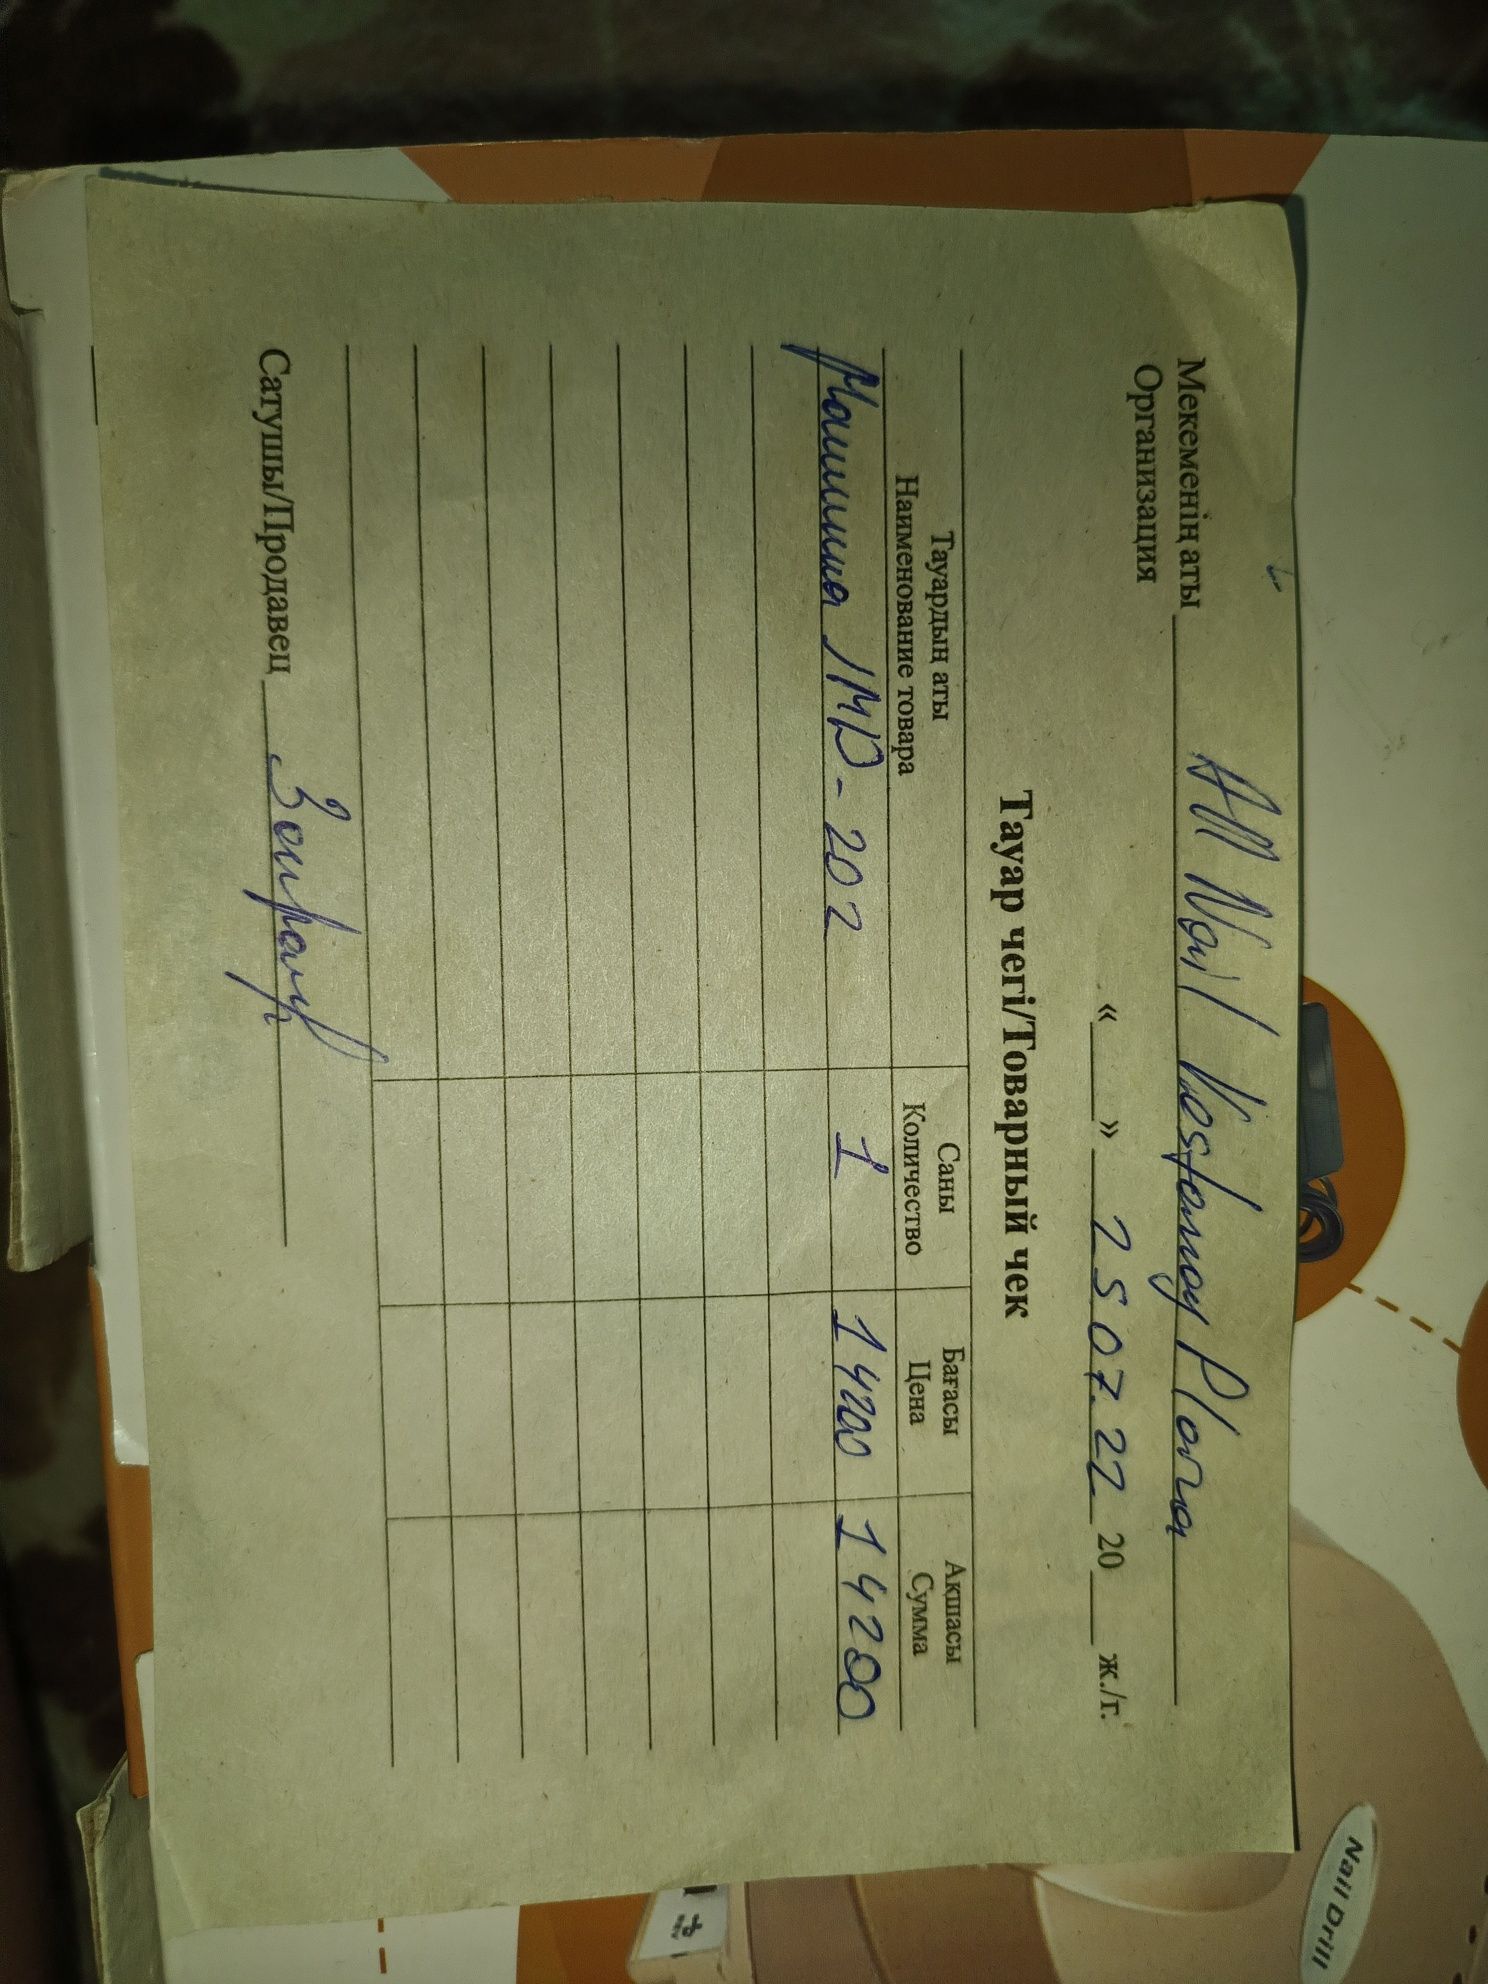 Мекеменің аты All Nail Kostanay Plaza
Организация
« » 25 07. 22 20 ж./г.
Тауар чегі/Товарный чек
Тауардың аты Саны Бағасы Ақшасы
Наименование товара Количество Цена Сумма
Машинка JMD-202 1 14200 14200
Сатушы/Продавец
Nail Drill